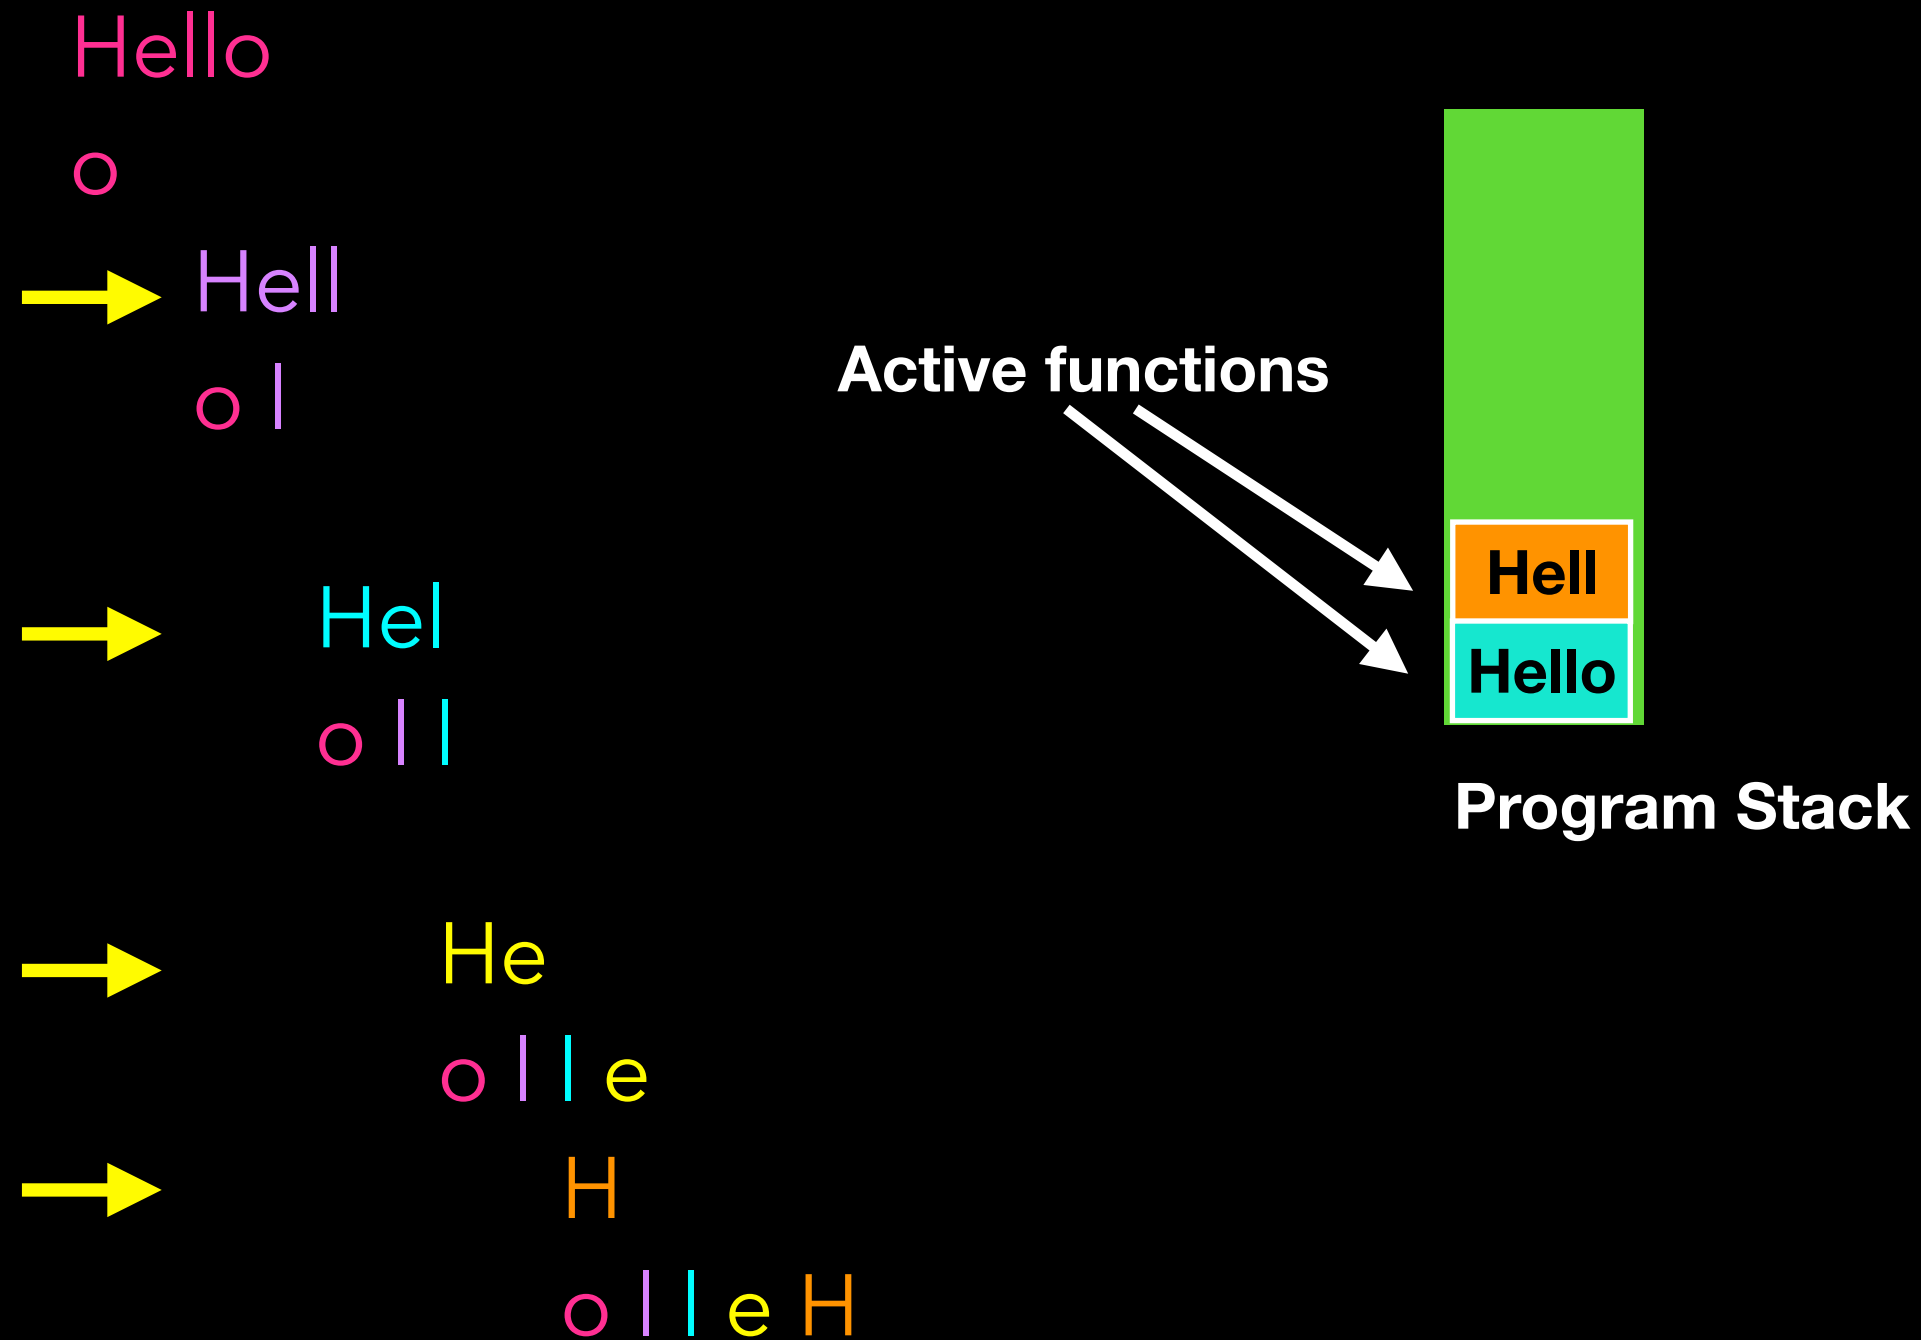 Hello
o
Hell
o l
Hel
o l l
He
o l l e
H
o l l e H
Active functions
Hell
Hello
Program Stack